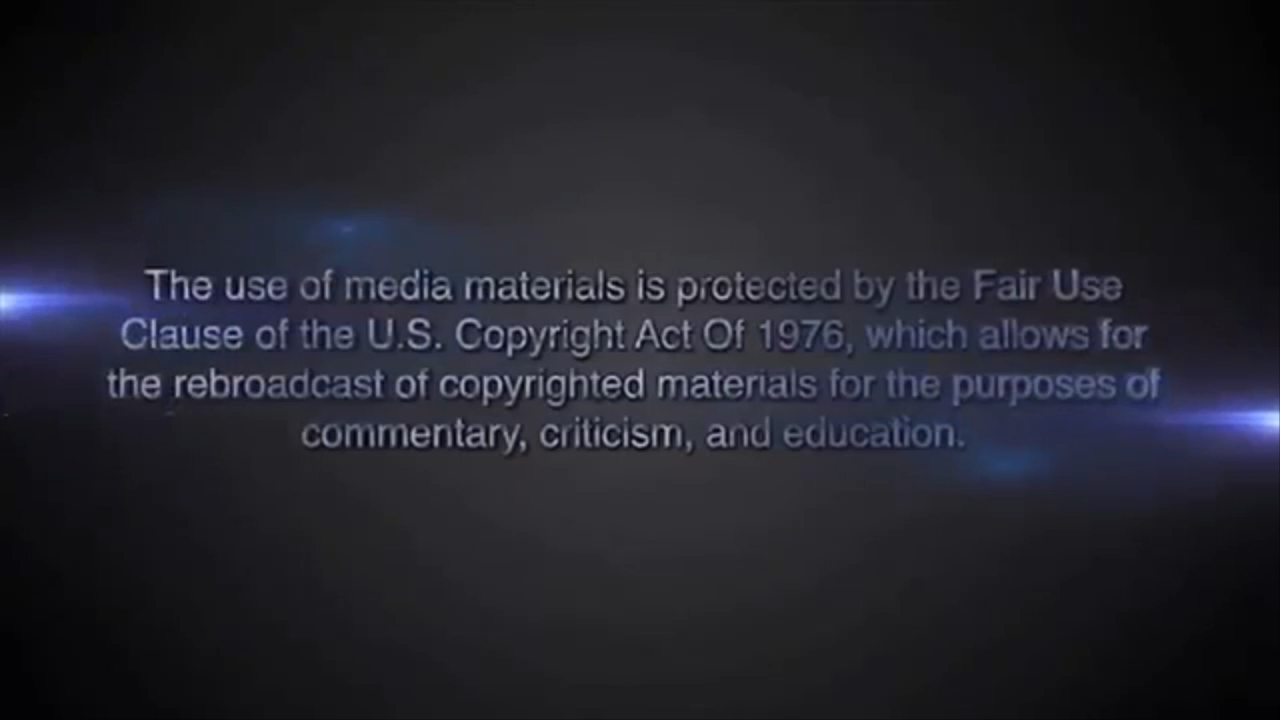 The use of media materials is protected by the Fair Use
Clause of the U.S. Copyright Act Of 1976, which allows for
the rebroadcast of copyrighted materials for the purposes of
commentary, criticism, and education.